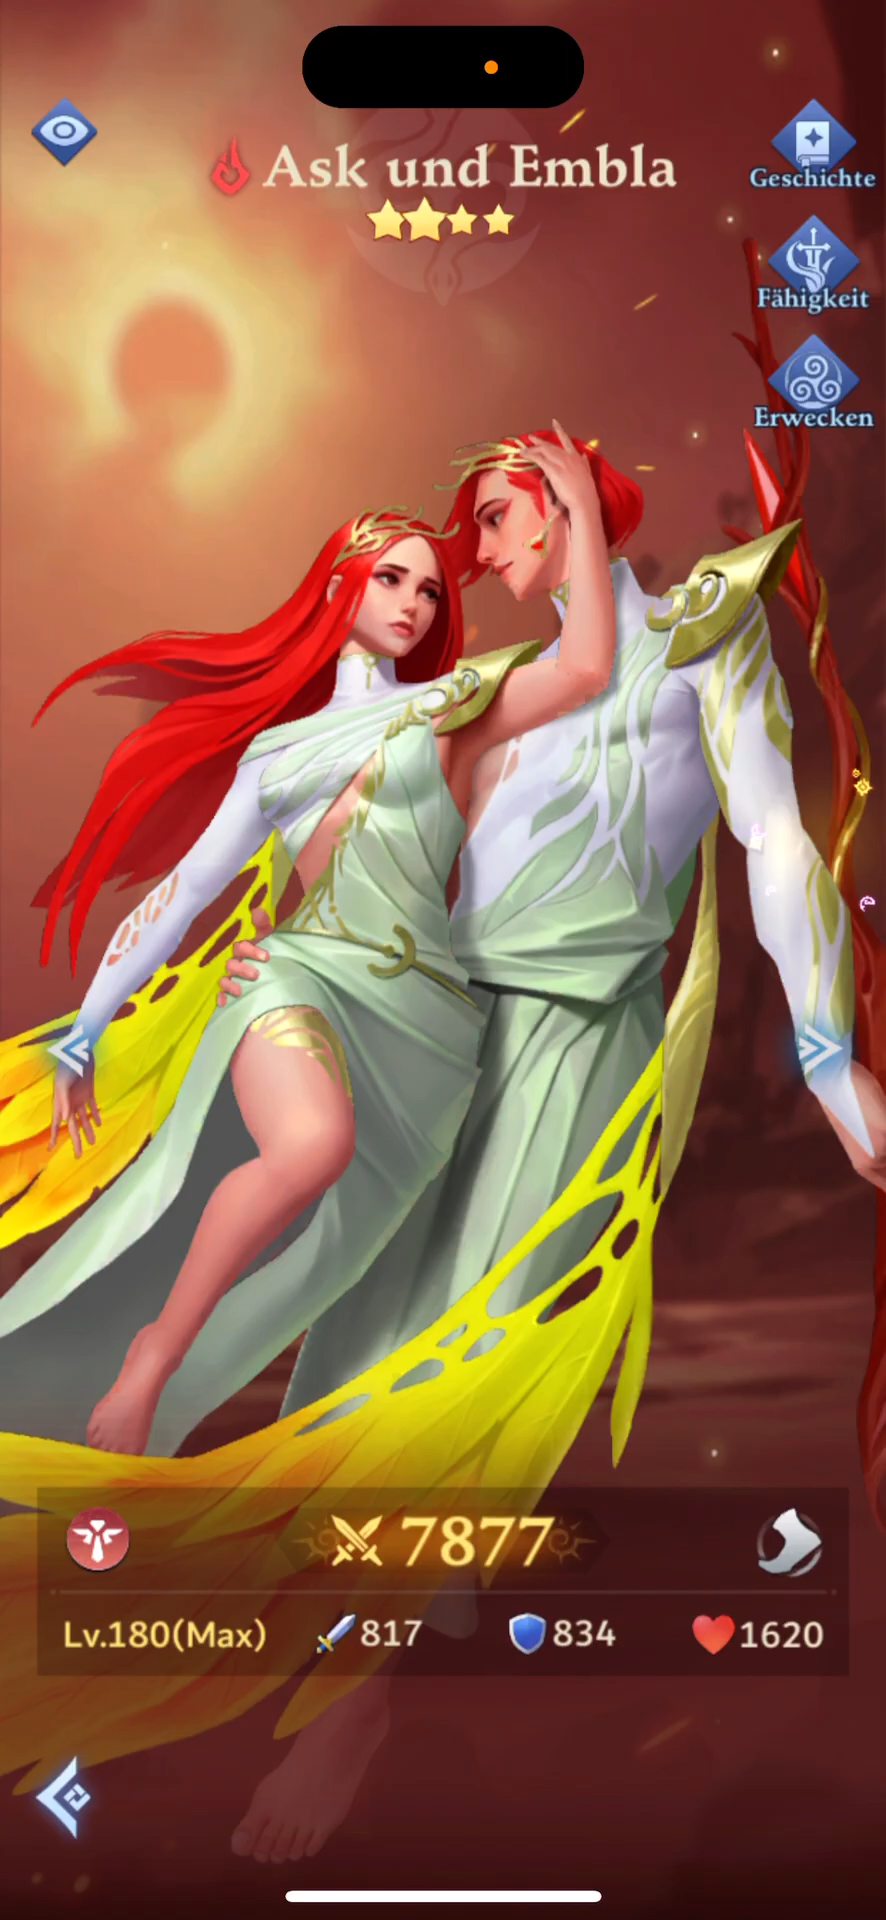 Ask und Embla
Geschichte
Fähigkeit
Erwecken
7877
Lv.180(Max) 817 834 1620